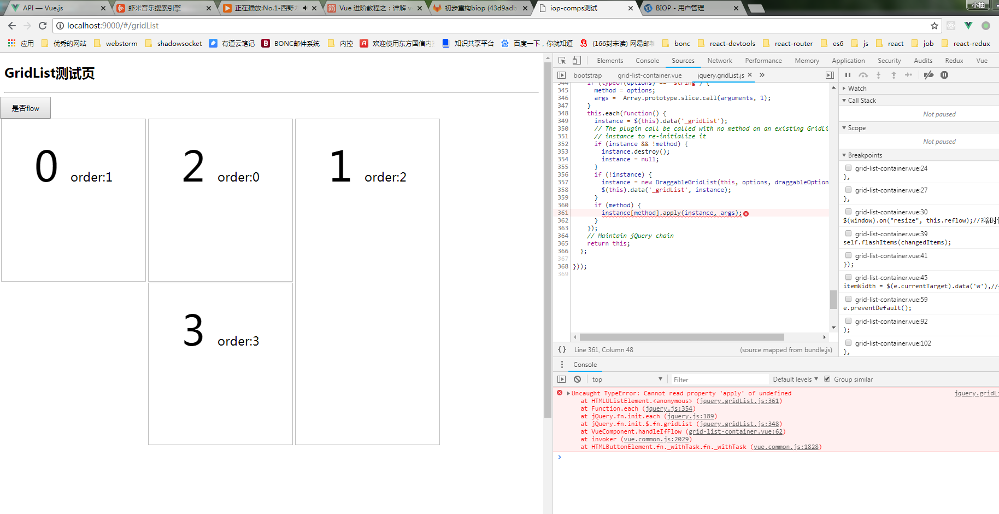 API — Vue.js
虾米音乐搜索引擎
正在播放:No.1-西野
Vue 进阶教程之：详解 v
初步重构biop (43d9adb
iop-comps测试
BIOP - 用户管理
小柚
localhost:9000/#/gridList
应用
优秀的网站
webstorm
shadowsocket
有道云笔记
BONC邮件系统
内控
欢迎使用东方国信内
知识共享平台
百度一下，你就知道
(166封未读) 网易邮
bonc
react-devtools
react-router
es6
js
react
job
react-redux
GridList测试页
是否flow
0 order:1
2 order:0
1 order:2
3 order:3
Elements Console Sources Network Performance Memory Application Security Audits Redux Vue
bootstrap grid-list-container.vue jquery.gridList.js × »
344 if (typeof(options) == 'string') {
345 method = options;
346 args = Array.prototype.slice.call(arguments, 1);
347 }
348 this.each(function() {
349 instance = $(this).data('_gridList');
350 // The plugin call be called with no method on an existing GridLi
351 // instance to re-initialize it
352 if (instance && !method) {
353 instance.destroy();
354 instance = null;
355 }
356 if (!instance) {
357 instance = new DraggableGridList(this, options, draggableOption
358 $(this).data('_gridList', instance);
359 }
360 if (method) {
361 instance[method].apply(instance, args);
362 }
363 });
364 // Maintain jQuery chain
365 return this;
366 };
367
368 }));
369
{} Line 361, Column 48 (source mapped from bundle.js)
Watch
Call Stack
Not paused
Scope
Not paused
Breakpoints
grid-list-container.vue:24
},
grid-list-container.vue:27
},
grid-list-container.vue:30
$(window).on("resize", this.reflow);//?啥时
grid-list-container.vue:39
self.flashItems(changedItems);
grid-list-container.vue:41
});
grid-list-container.vue:45
itemWidth = $(e.currentTarget).data('w'),//
grid-list-container.vue:59
e.preventDefault();
grid-list-container.vue:92
);
grid-list-container.vue:102
},
Console
top
Filter
Default levels
Group similar
Uncaught TypeError: Cannot read property 'apply' of undefined jquery.gridL
at HTMLUListElement.<anonymous> (jquery.gridList.js:361)
at Function.each (jquery.js:354)
at jQuery.fn.init.each (jquery.js:189)
at jQuery.fn.init.$.fn.gridList (jquery.gridList.js:348)
at VueComponent.handleIfFlow (grid-list-container.vue:62)
at invoker (vue.common.js:2029)
at HTMLButtonElement.fn._withTask.fn._withTask (vue.common.js:1828)
>